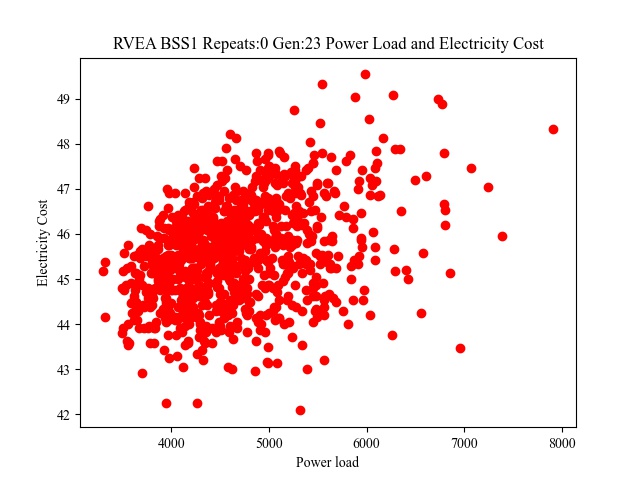 RVEA BSS1 Repeats:0 Gen:23 Power Load and Electricity Cost
49
48
47
46
45
44
43
42
Electricity Cost
4000 5000 6000 7000 8000
Power load